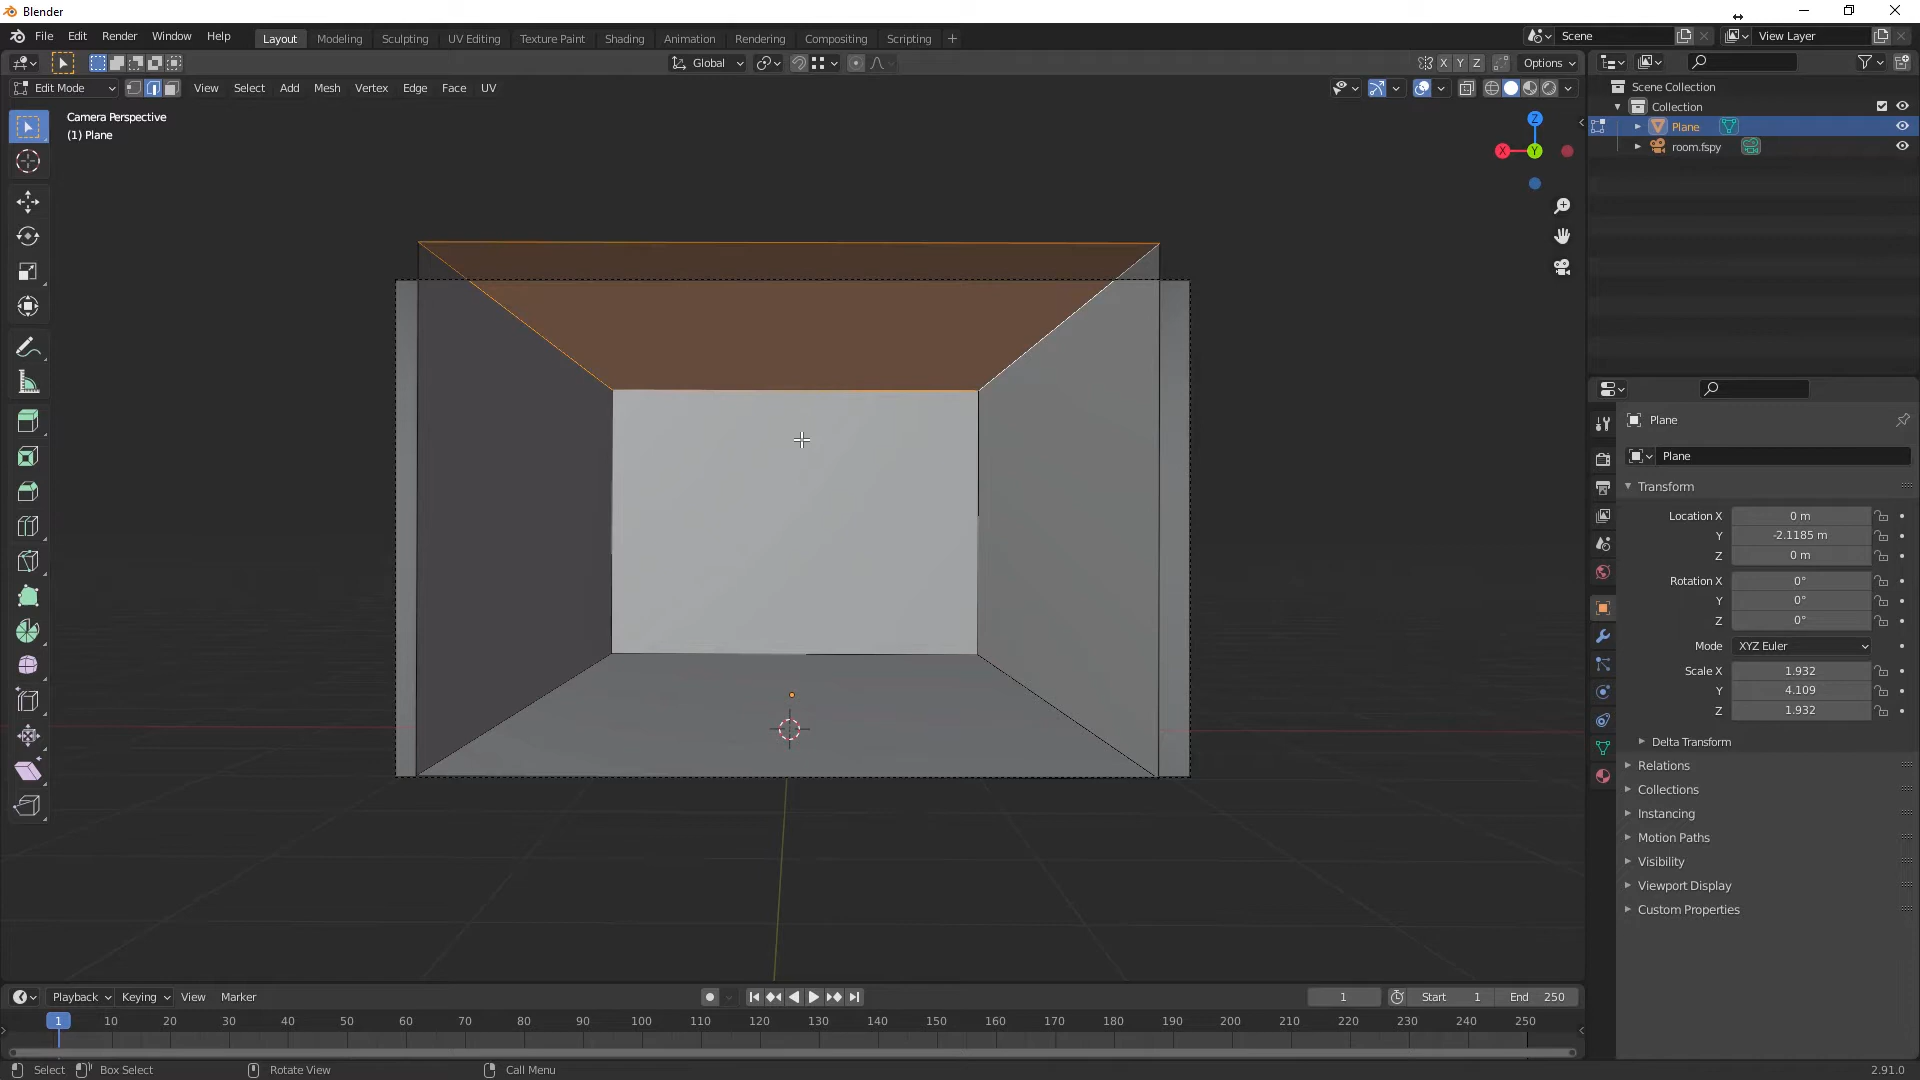 Blender
File Edit Render Window Help
Layout Modeling Sculpting UV Editing Texture Paint Shading Animation Rendering Compositing Scripting +
Scene
View Layer
Global
X Y Z
Options
Edit Mode
View Select Add Mesh Vertex Edge Face UV
Camera Perspective
(1) Plane
Z
X
Y
Scene Collection
Collection
Plane
room.fspy
Plane
Plane
Transform
Location X 0 m
Y -2.1185 m
Z 0 m
Rotation X 0°
Y 0°
Z 0°
Mode XYZ Euler
Scale X 1.932
Y 4.109
Z 1.932
Delta Transform
Relations
Collections
Instancing
Motion Paths
Visibility
Viewport Display
Custom Properties
Playback Keying View Marker
1
Start 1
End 250
1 10 20 30 40 50 60 70 80 90 100 110 120 130 140 150 160 170 180 190 200 210 220 230 240 250
Select Box Select Rotate View Call Menu
2.91.0